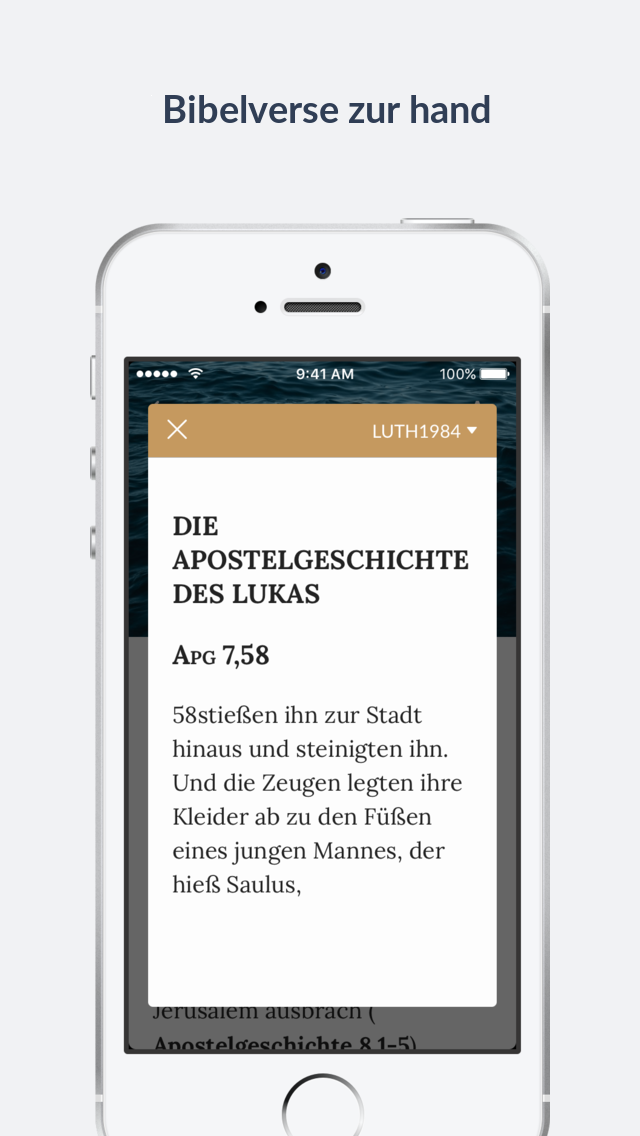 Bibelverse zur hand
9:41 AM
100%
LUTH1984
DIE
APOSTELGESCHICHTE
DES LUKAS
Apg 7,58
58stießen ihn zur Stadt
hinaus und steinigten ihn.
Und die Zeugen legten ihre
Kleider ab zu den Füßen
eines jungen Mannes, der
hieß Saulus,
Jerusalem ausbrach (
Apostelgeschichte 8,1-5)